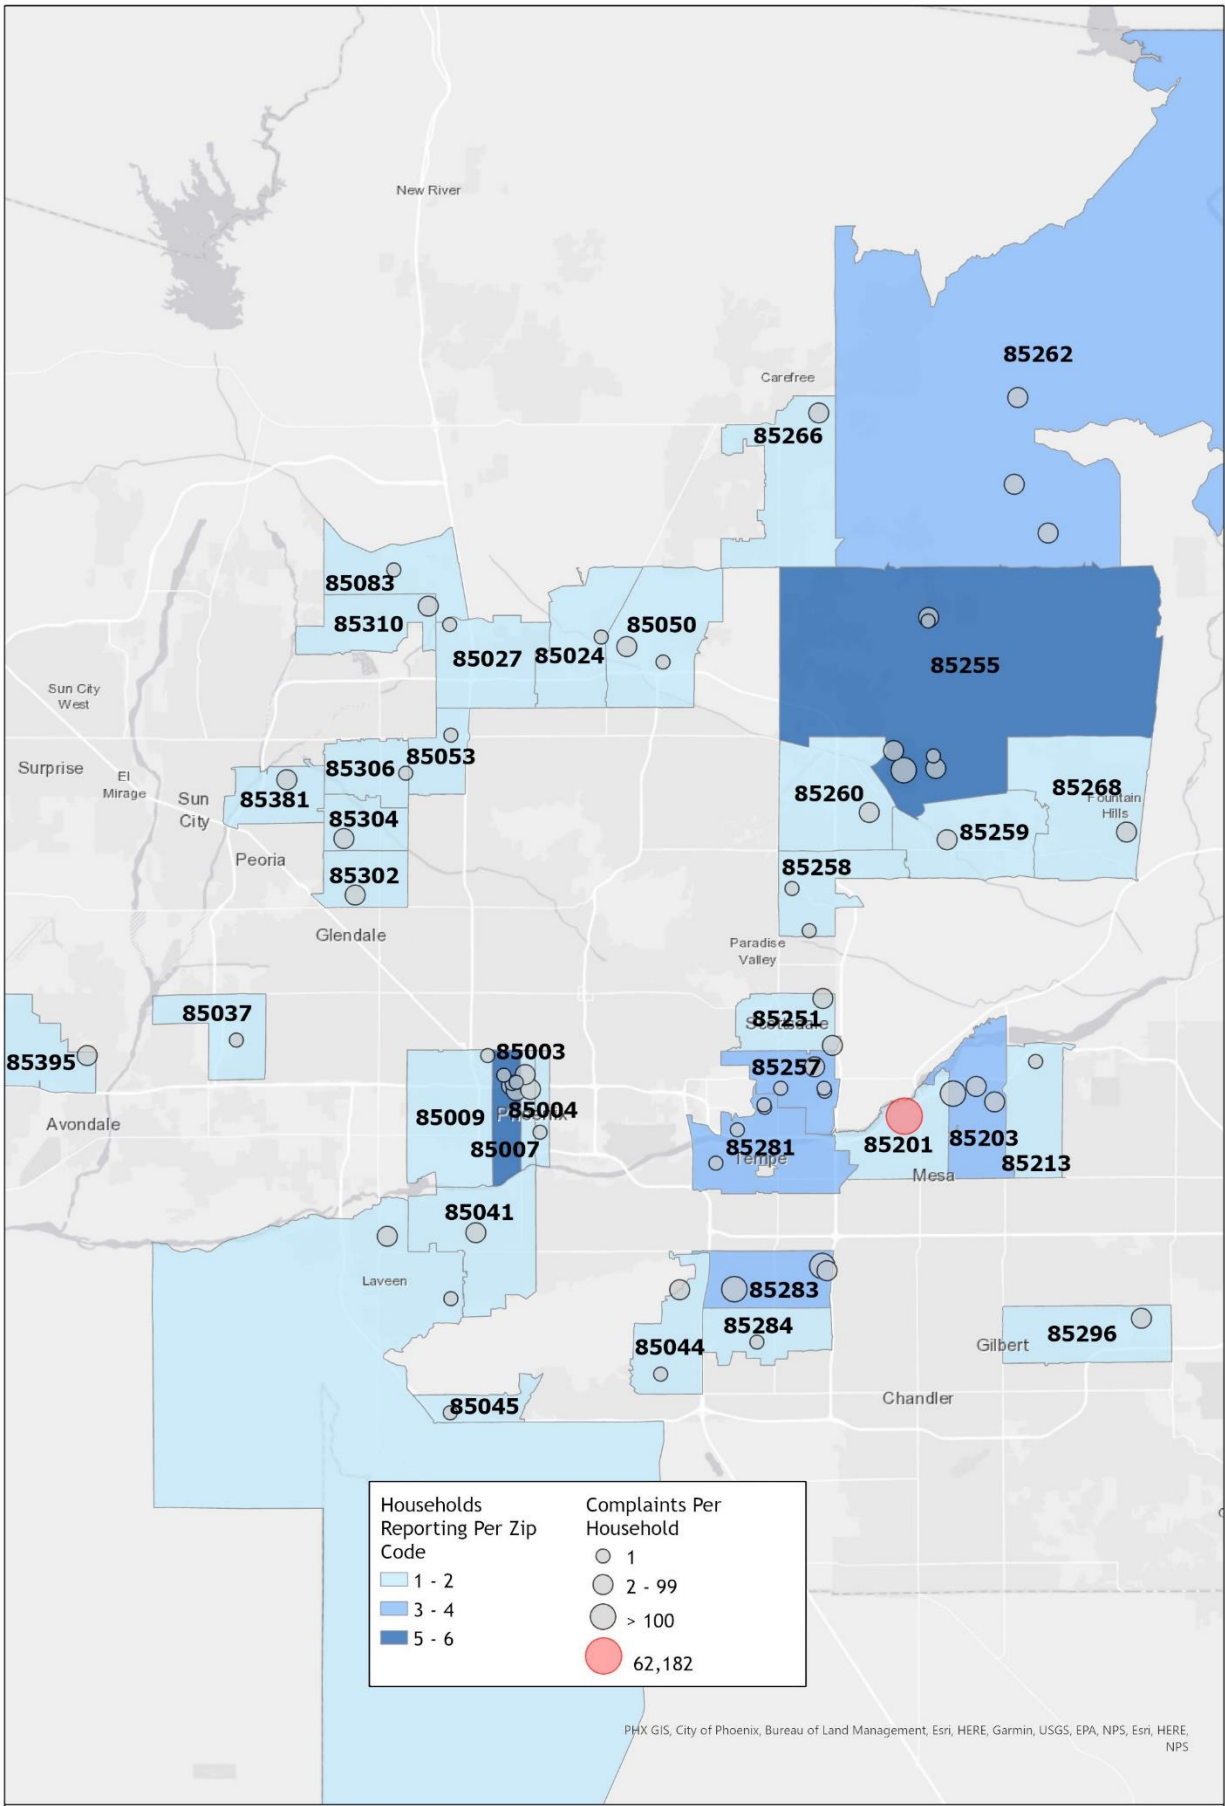 New River
85262
Carefree
85266
85083
85310
85050
85027
85024
85255
Sun City
West
85053
Surprise
85306
El
Mirage
Sun
City
85381
85260
85268
Fountain
Hills
85304
85259
Peoria
85302
85258
Glendale
Paradise
Valley
85037
85251
Scottsdale
85395
85003
85257
85009
85004
Phoenix
Avondale
85007
85281
Tempe
85201
85203
85213
Mesa
85041
Laveen
85283
85284
85044
85296
Gilbert
Chandler
85045
Households
Reporting Per Zip
Code
1 - 2
3 - 4
5 - 6
Complaints Per
Household
1
2 - 99
> 100
62,182
PHX GIS, City of Phoenix, Bureau of Land Management, Esri, HERE, Garmin, USGS, EPA, NPS, Esri, HERE,
NPS